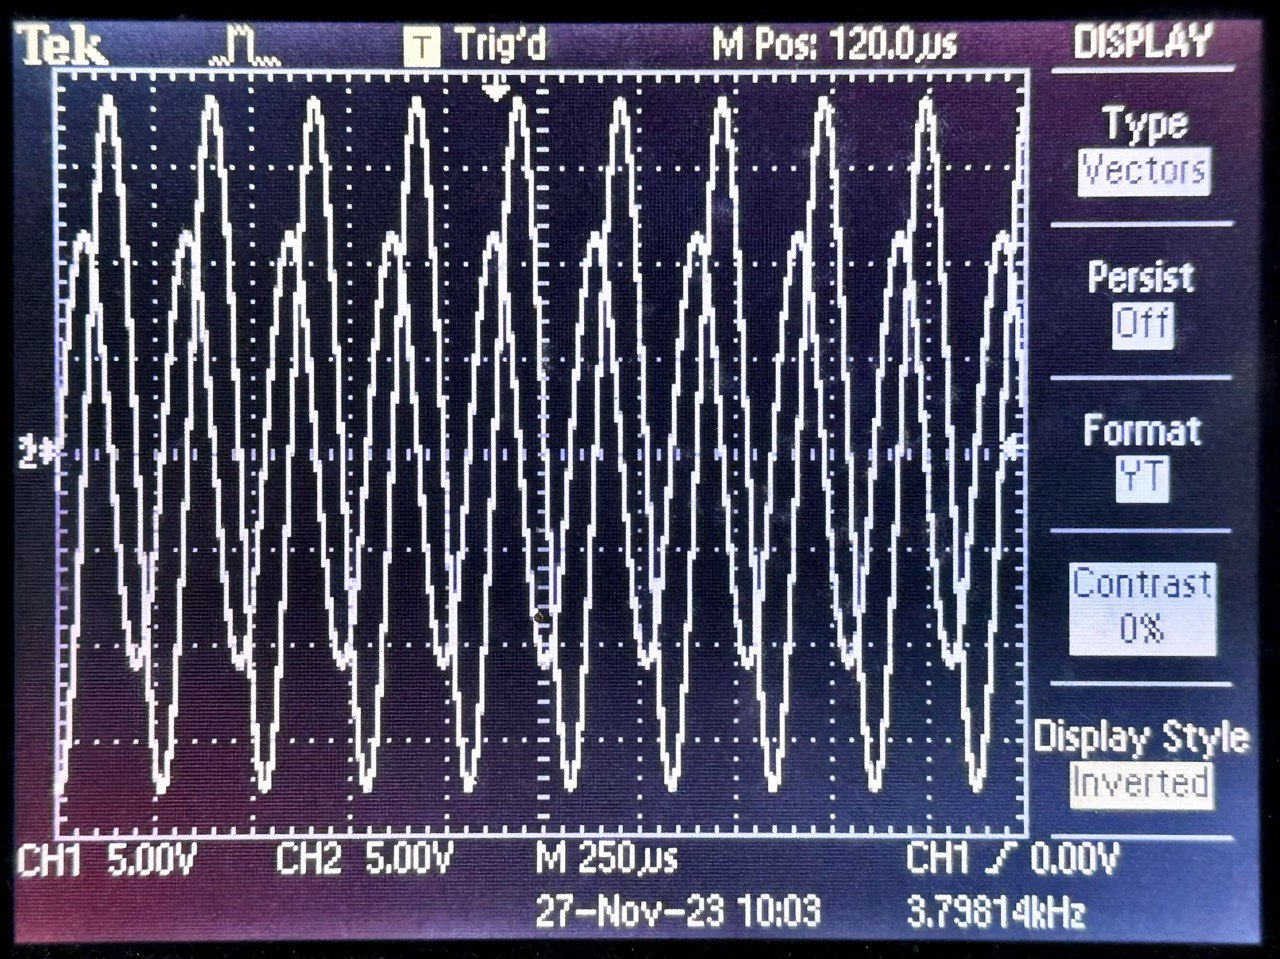 Tek T Trig'd M Pos: 120.0µs DISPLAY
Type
Vectors
Persist
Off
Format
YT
Contrast
0%
Display Style
Inverted
2
CH1 5.00V CH2 5.00V M 250µs CH1 0.00V
27-Nov-23 10:03 3.79814kHz